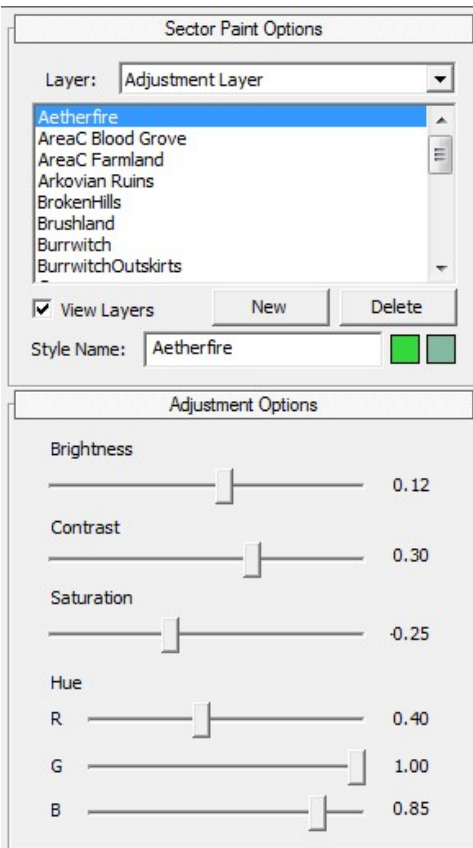 Sector Paint Options
Layer: Adjustment Layer
Aetherfire
AreaC Blood Grove
AreaC Farmland
Arkovian Ruins
BrokenHills
Brushland
Burrwitch
BurrwitchOutskirts
View Layers New Delete
Style Name: Aetherfire
Adjustment Options
Brightness
0.12
Contrast
0.30
Saturation
-0.25
Hue
R 0.40
G 1.00
B 0.85